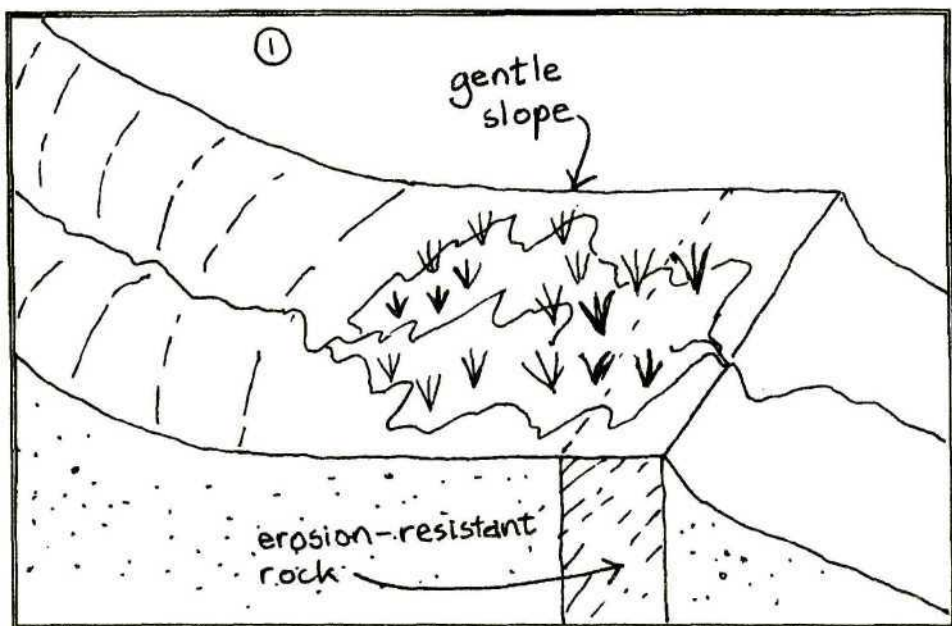 ①
gentle
slope
erosion-resistant
rock